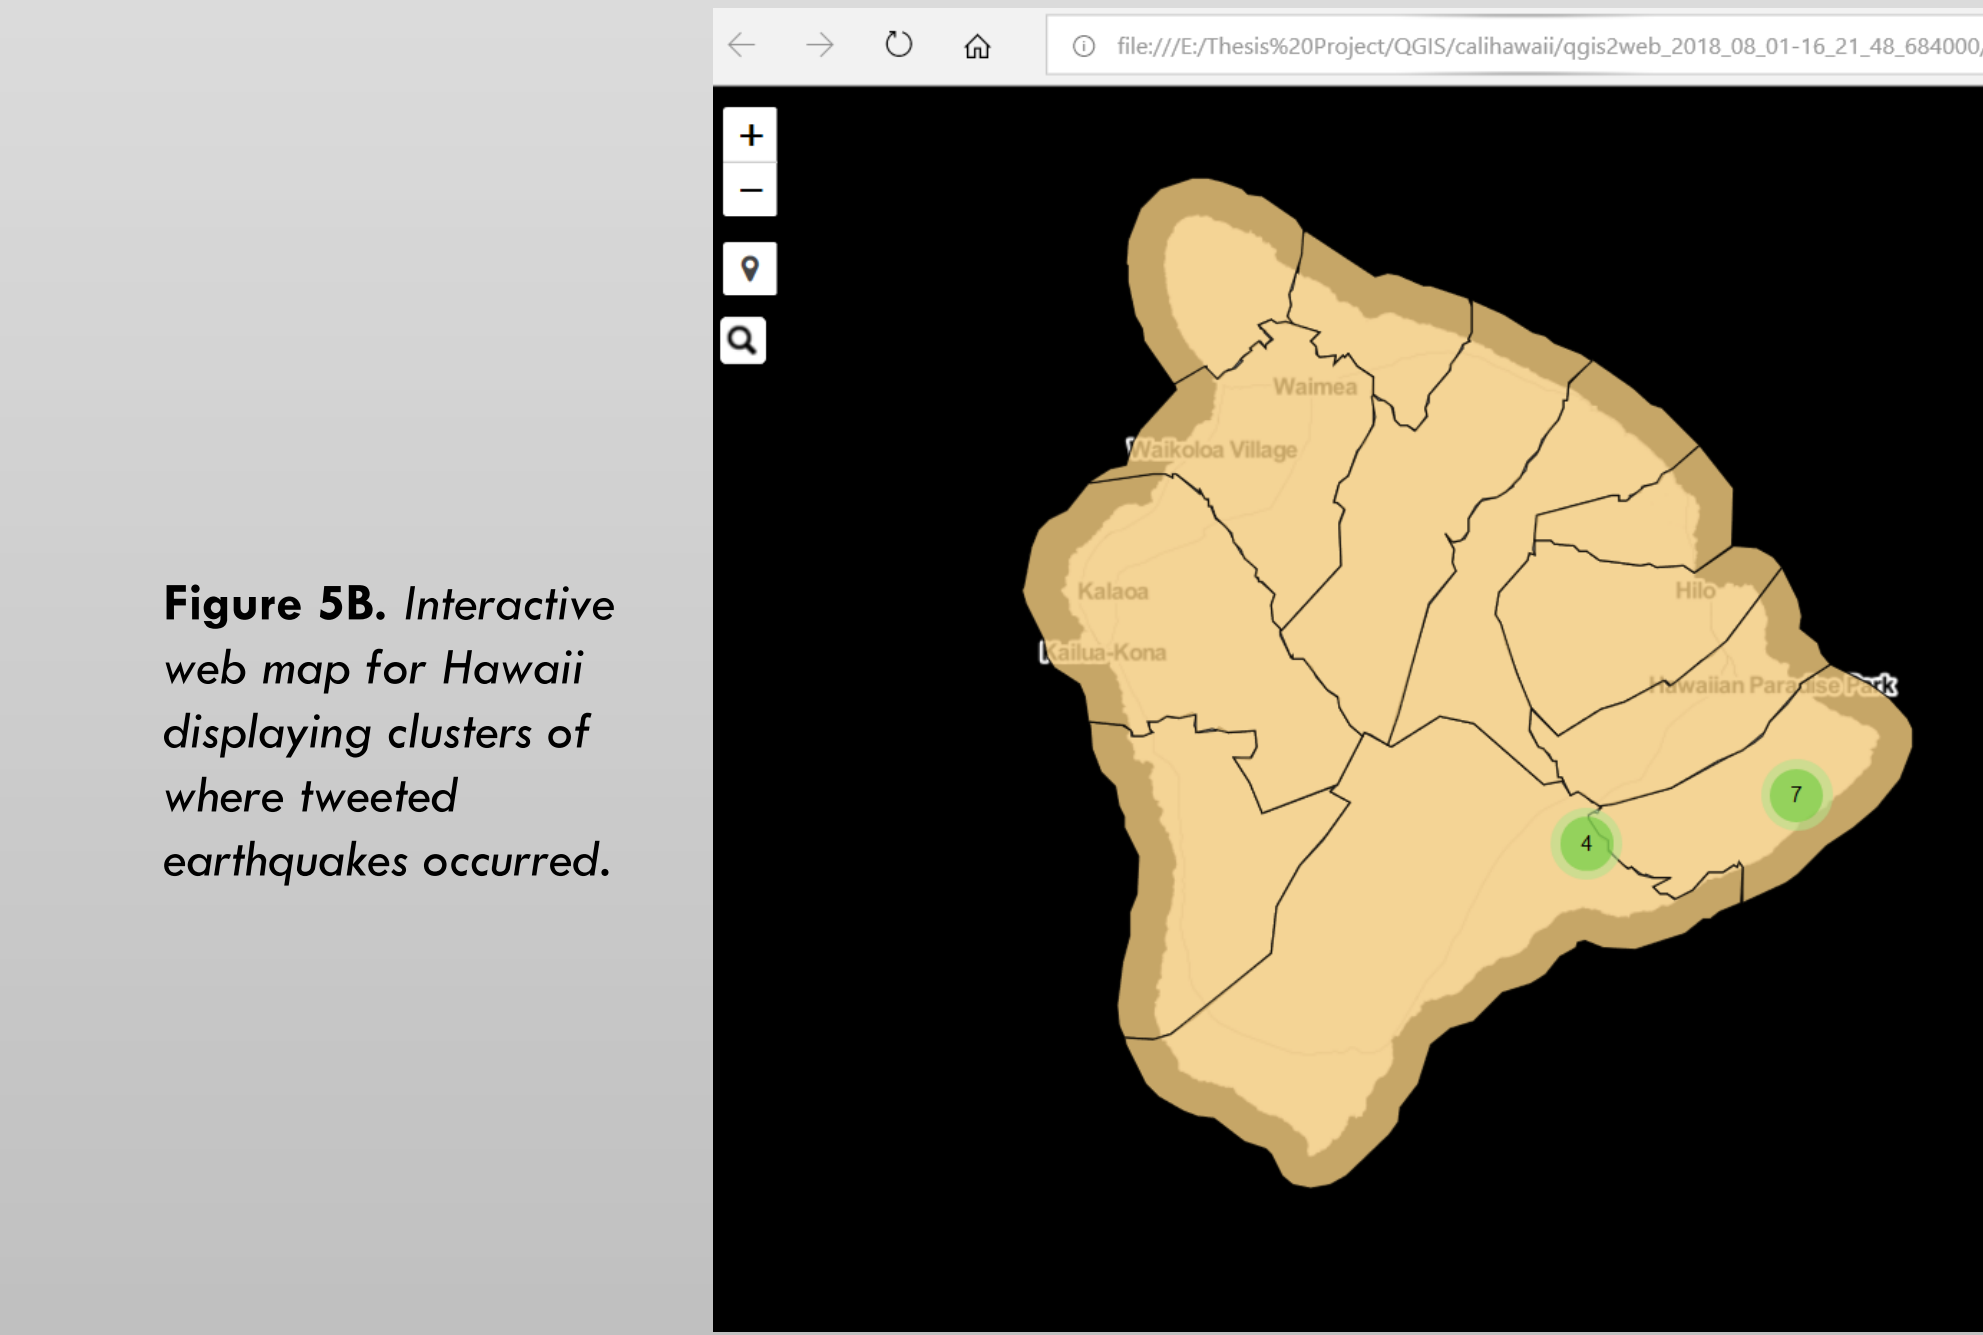 file:///E:/Thesis%20Project/QGIS/calihawaii/qgis2web_2018_08_01-16_21_48_684000/
+
−
Waimea
Waikoloa Village
Kalaoa
Hilo
Kailua-Kona
Hawaiian Paradise Park
7
4
Figure 5B. Interactive
web map for Hawaii
displaying clusters of
where tweeted
earthquakes occurred.